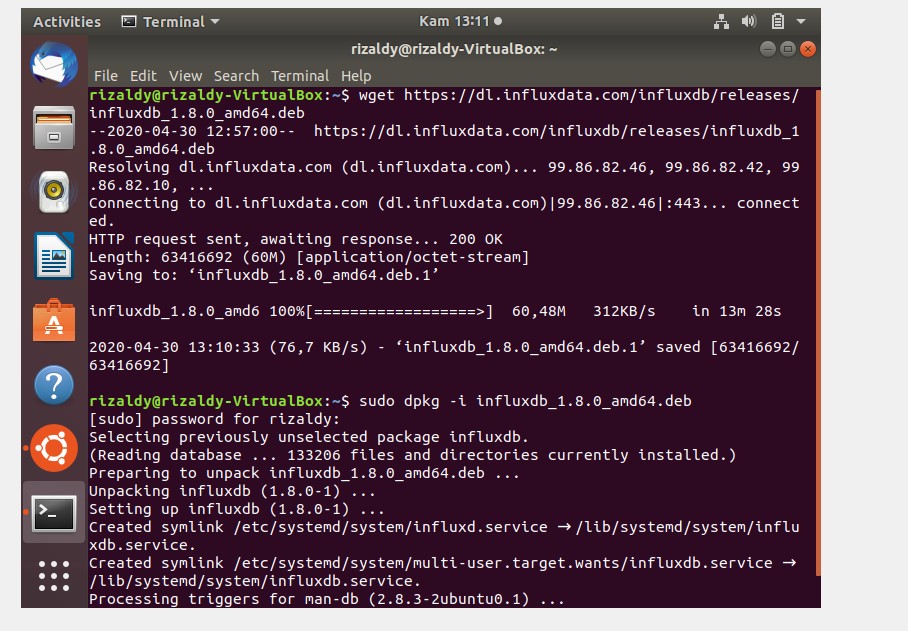 Activities Terminal Kam 13:11
rizaldy@rizaldy-VirtualBox: ~
File Edit View Search Terminal Help
rizaldy@rizaldy-VirtualBox:~$ wget https://dl.influxdata.com/influxdb/releases/
influxdb_1.8.0_amd64.deb
--2020-04-30 12:57:00--  https://dl.influxdata.com/influxdb/releases/influxdb_1
.8.0_amd64.deb
Resolving dl.influxdata.com (dl.influxdata.com)... 99.86.82.46, 99.86.82.42, 99
.86.82.10, ...
Connecting to dl.influxdata.com (dl.influxdata.com)|99.86.82.46|:443... connect
ed.
HTTP request sent, awaiting response... 200 OK
Length: 63416692 (60M) [application/octet-stream]
Saving to: ‘influxdb_1.8.0_amd64.deb.1’
influxdb_1.8.0_amd6 100%[==================>]  60,48M   312KB/s    in 13m 28s
2020-04-30 13:10:33 (76,7 KB/s) - ‘influxdb_1.8.0_amd64.deb.1’ saved [63416692/
63416692]
rizaldy@rizaldy-VirtualBox:~$ sudo dpkg -i influxdb_1.8.0_amd64.deb
[sudo] password for rizaldy:
Selecting previously unselected package influxdb.
(Reading database ... 133206 files and directories currently installed.)
Preparing to unpack influxdb_1.8.0_amd64.deb ...
Unpacking influxdb (1.8.0-1) ...
Setting up influxdb (1.8.0-1) ...
Created symlink /etc/systemd/system/influxd.service → /lib/systemd/system/influ
xdb.service.
Created symlink /etc/systemd/system/multi-user.target.wants/influxdb.service →
/lib/systemd/system/influxdb.service.
Processing triggers for man-db (2.8.3-2ubuntu0.1) ...